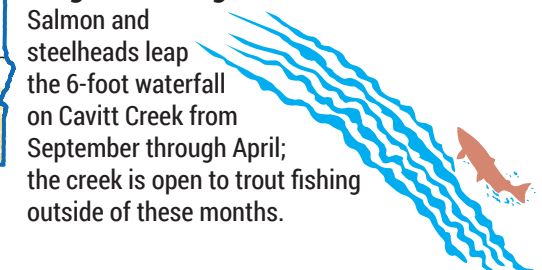 Salmon and
steelheads leap
the 6-foot waterfall
on Cavitt Creek from
September through April;
the creek is open to trout fishing
outside of these months.